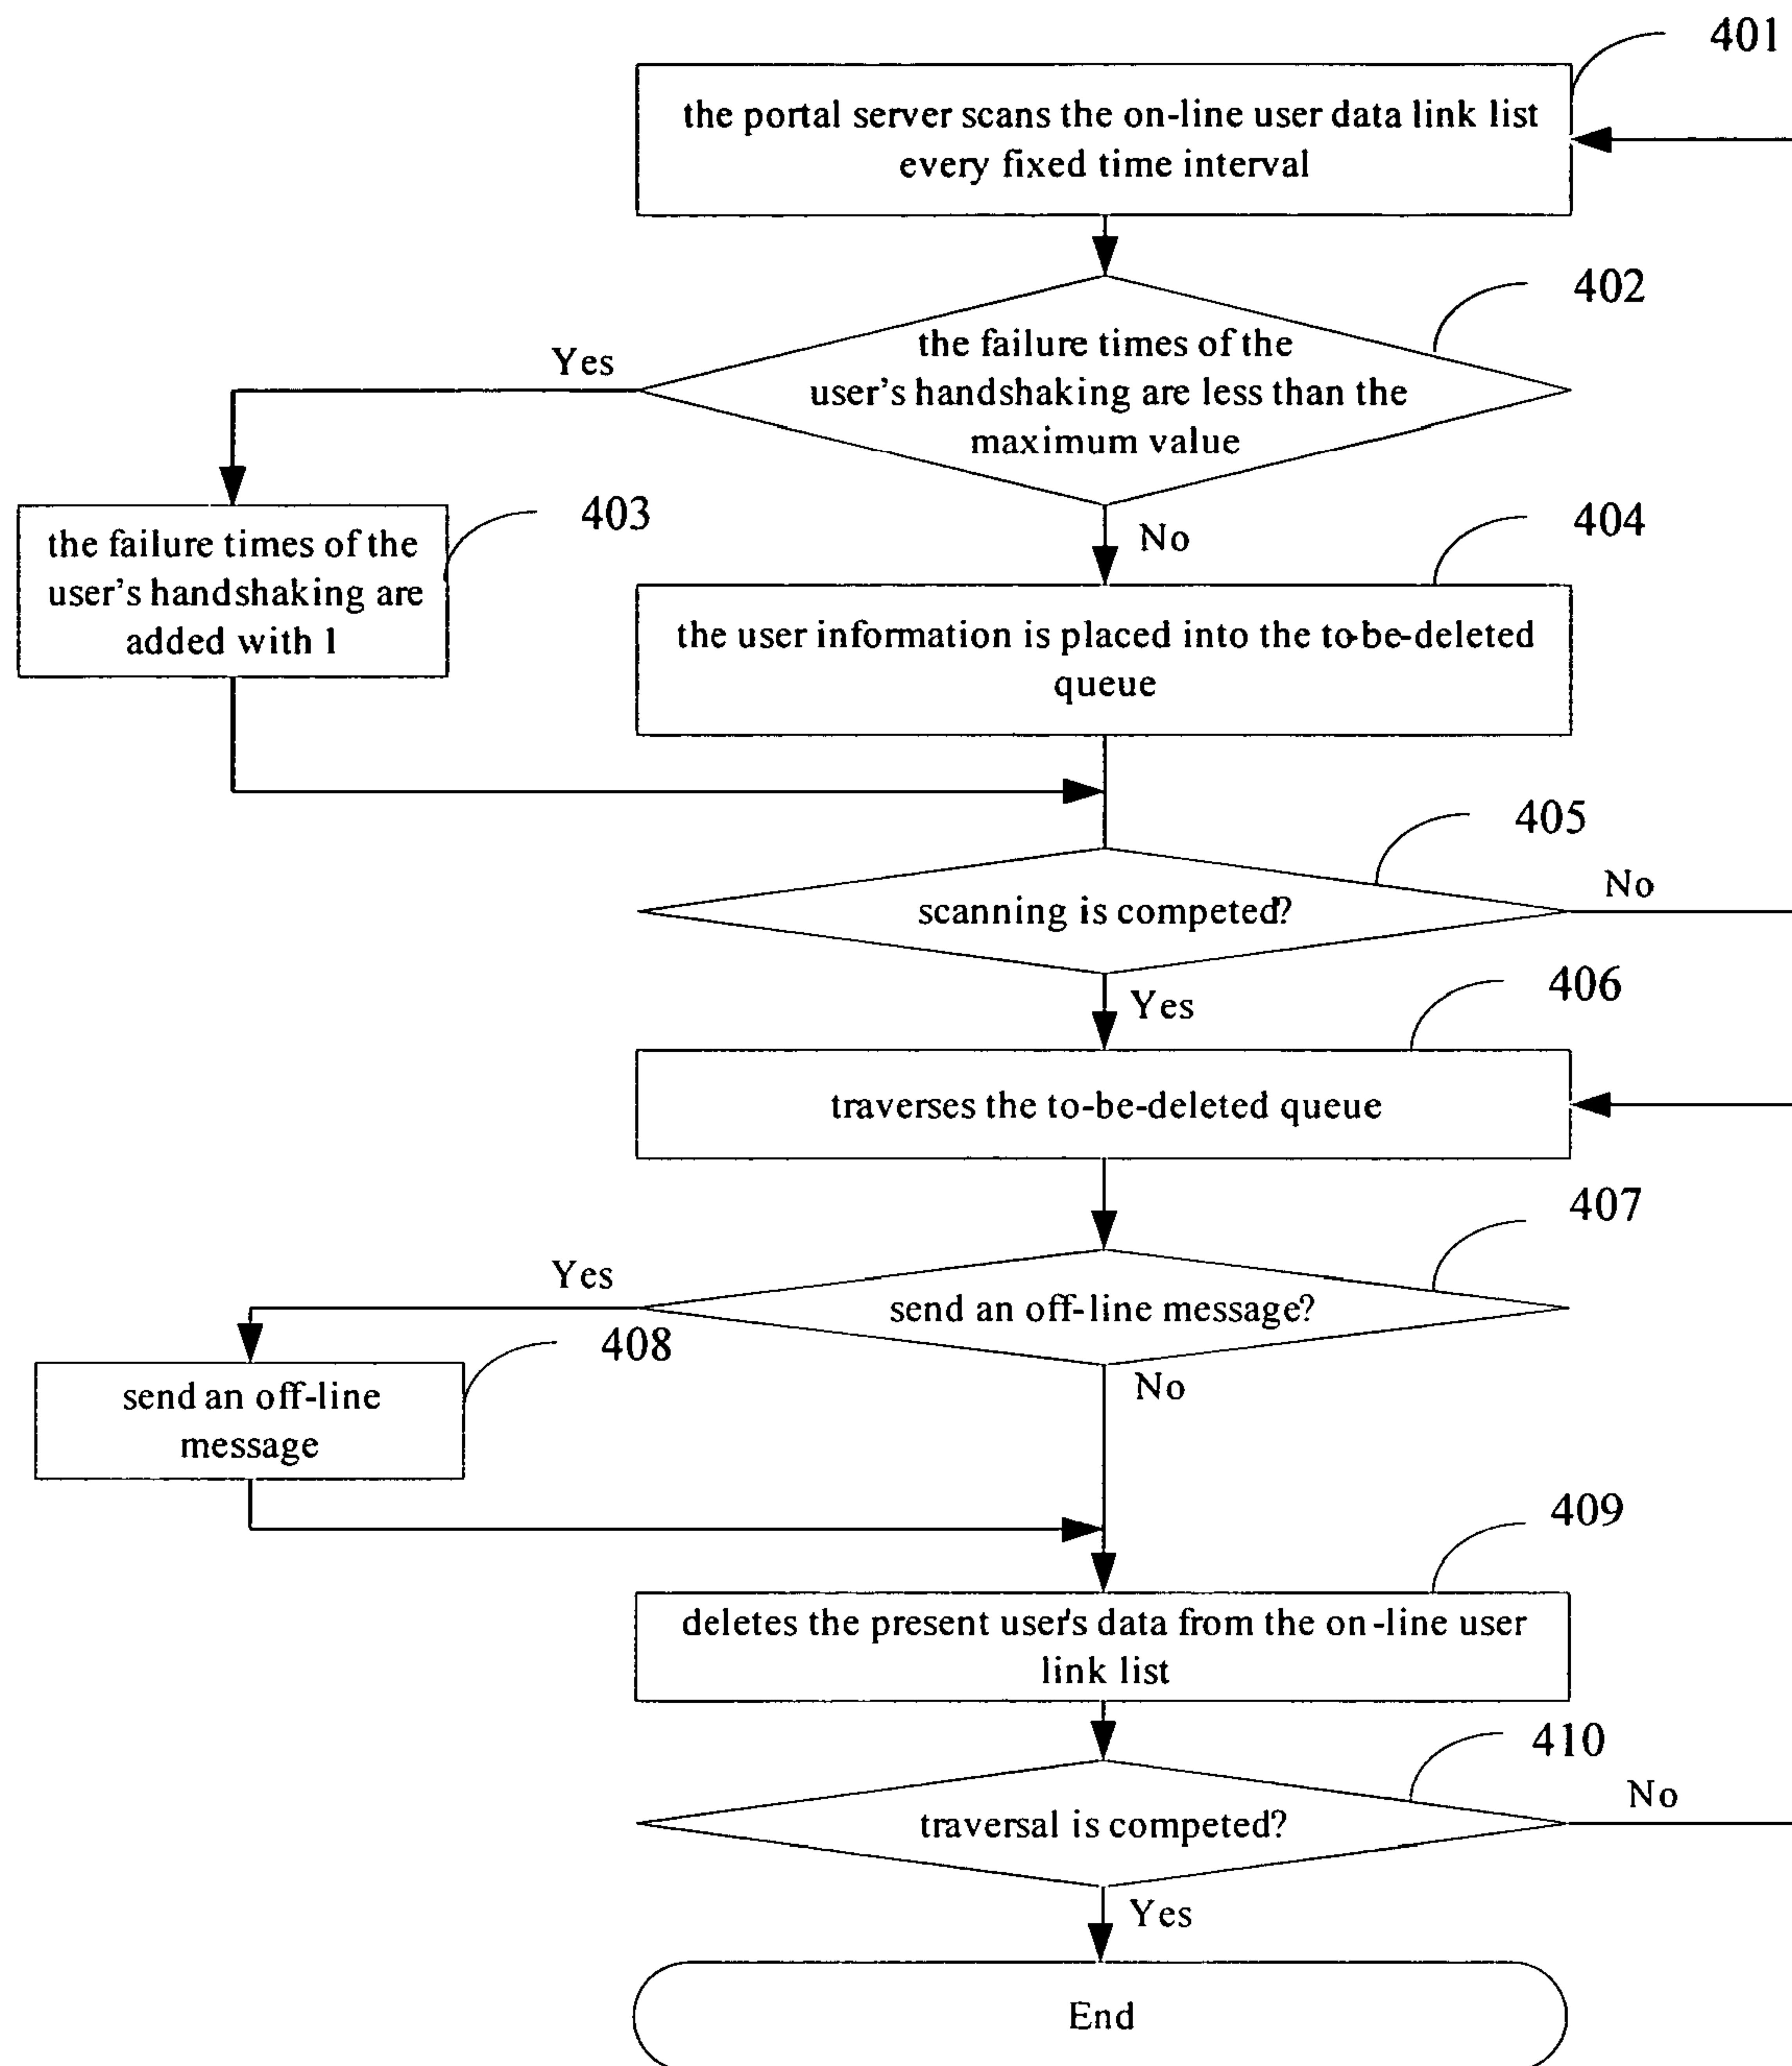 401
the portal server scans the on-line user data link list
every fixed time interval
402
the failure times of the
user's handshaking are less than the
maximum value
Yes
No
403
the failure times of the
user's handshaking are
added with 1
404
the user information is placed into the to-be-deleted
queue
405
scanning is competed?
No
Yes
406
traverses the to-be-deleted queue
407
send an off-line message?
Yes
No
408
send an off-line
message
409
deletes the present user's data from the on-line user
link list
410
traversal is competed?
No
Yes
End